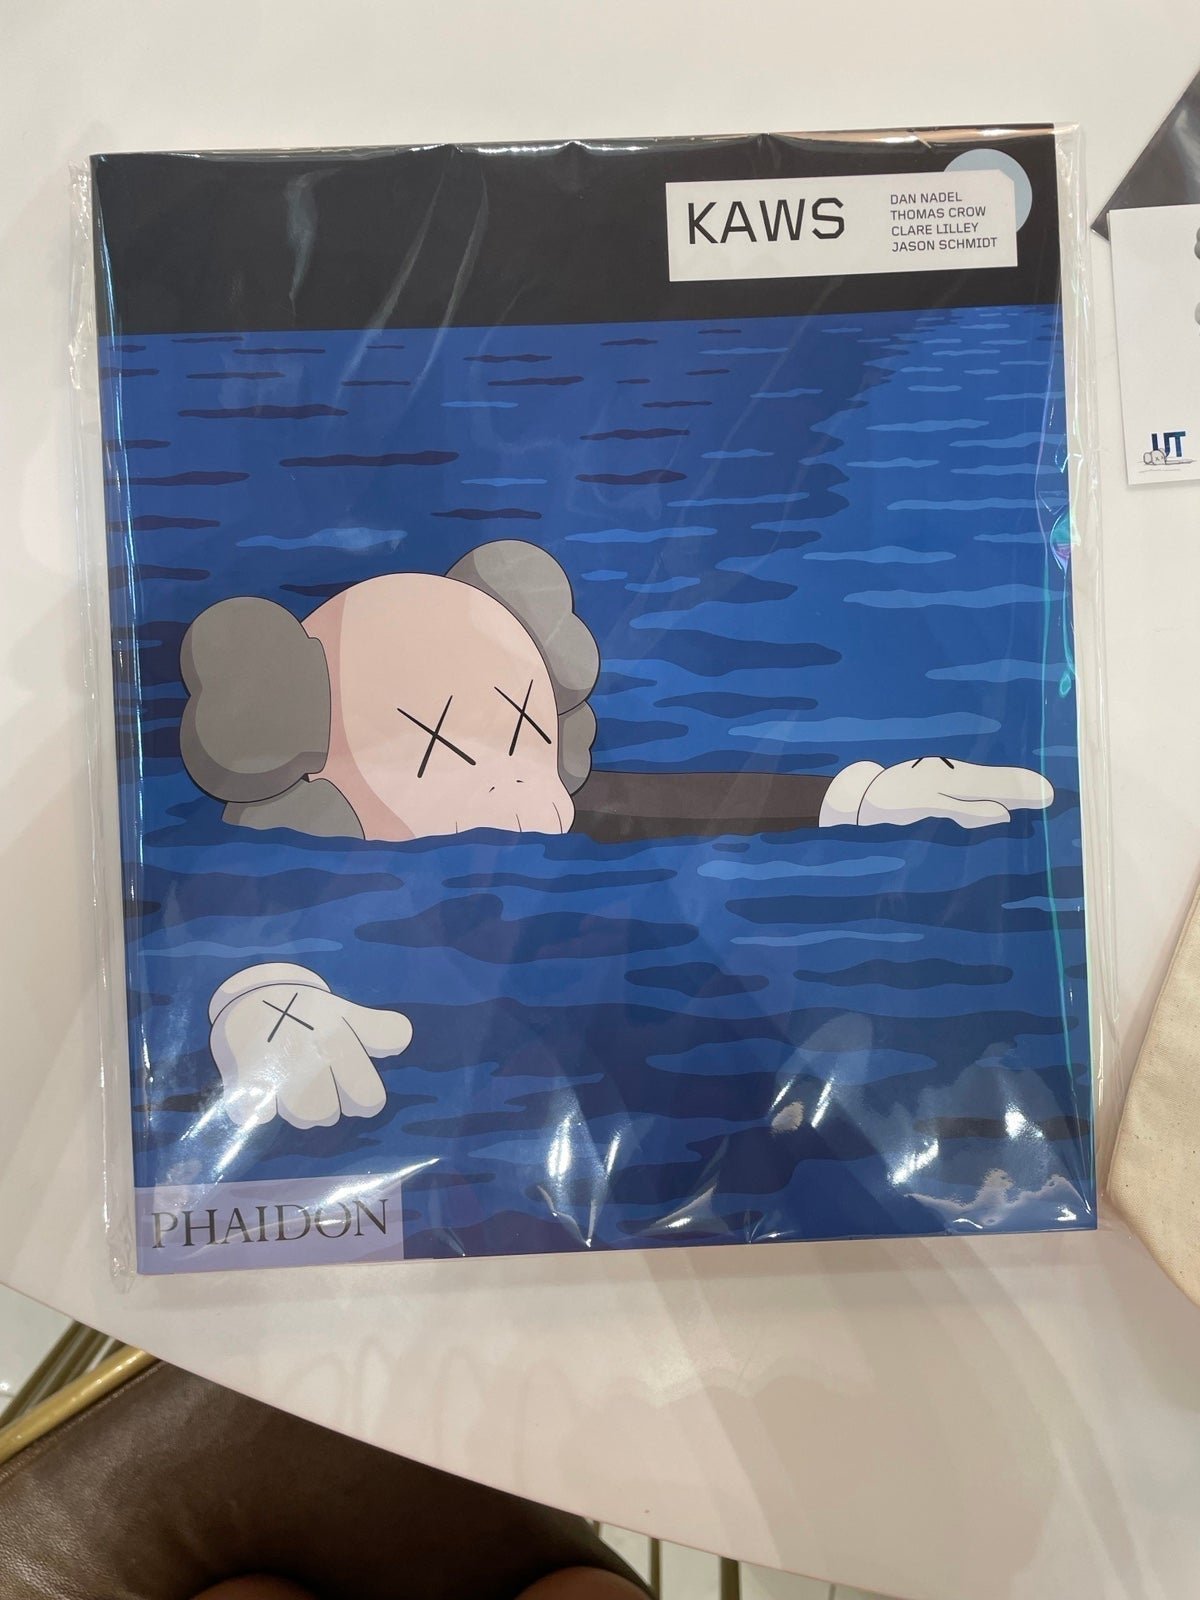 KAWS
DAN NADEL
THOMAS CROW
CLARE LILLEY
JASON SCHMIDT
UT
PHAIDON